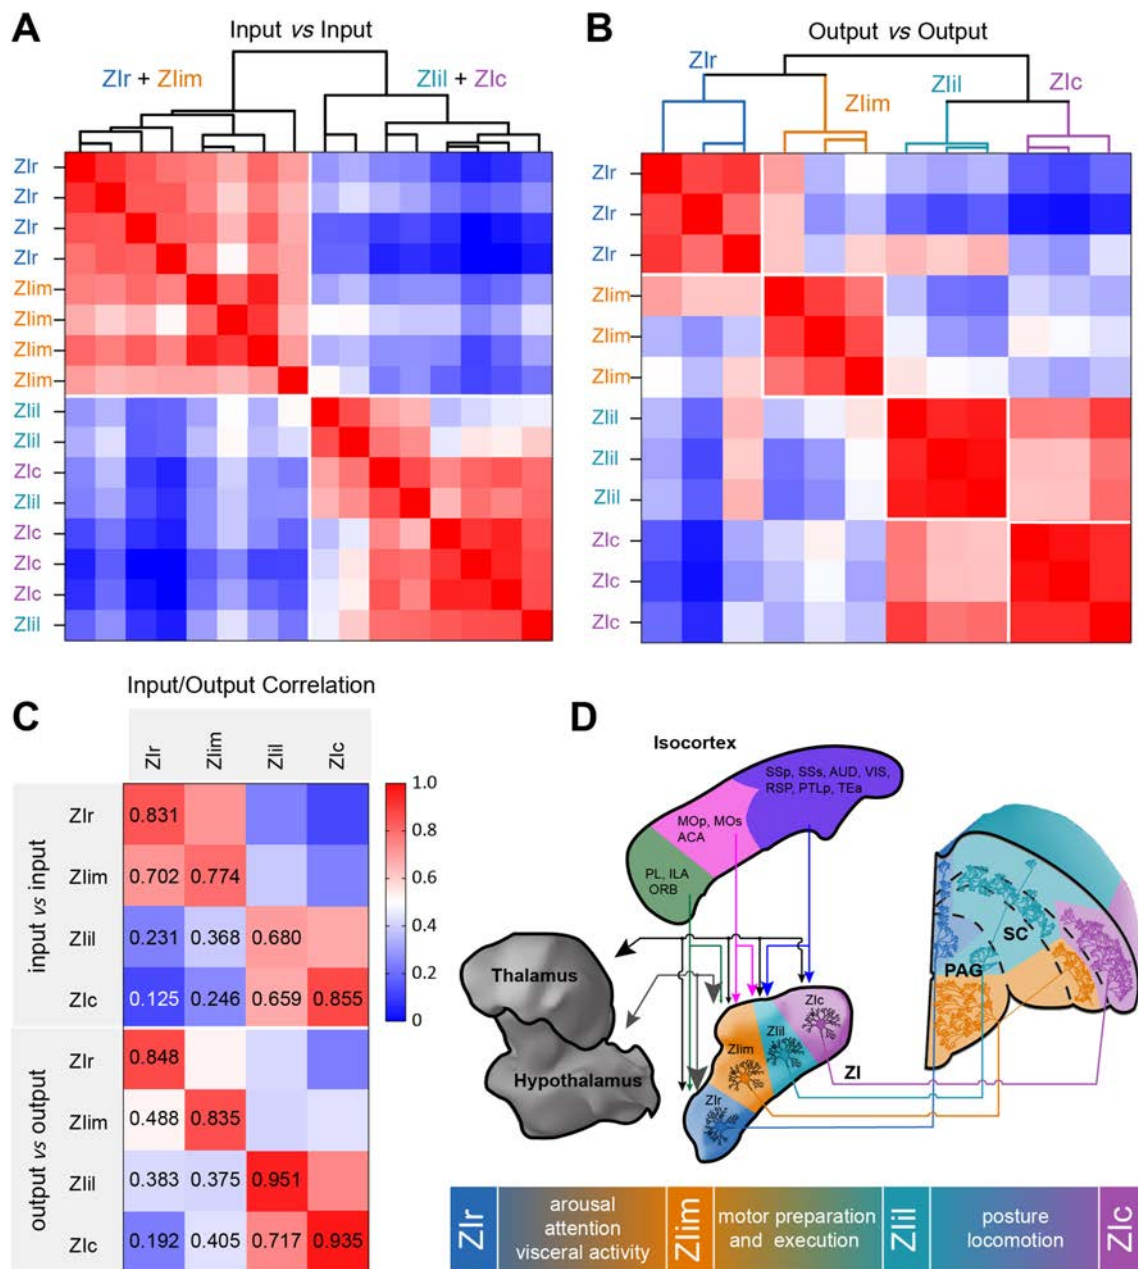 A
Input vs Input
ZIr + ZIim
ZIil + ZIc
ZIr
ZIr
ZIr
ZIr
ZIim
ZIim
ZIim
ZIim
ZIil
ZIil
ZIc
ZIil
ZIc
ZIc
ZIc
ZIil
B
Output vs Output
ZIr
ZIim
ZIil
ZIc
ZIr
ZIr
ZIr
ZIim
ZIim
ZIim
ZIil
ZIil
ZIil
ZIc
ZIc
ZIc
C
Input/Output Correlation
ZIr ZIim ZIil ZIc
input vs input
ZIr 0.831
ZIim 0.702 0.774
ZIil 0.231 0.368 0.680
ZIc 0.125 0.246 0.659 0.855
output vs output
ZIr 0.848
ZIim 0.488 0.835
ZIil 0.383 0.375 0.951
ZIc 0.192 0.405 0.717 0.935
1.0
0.8
0.6
0.4
0.2
0
D
Isocortex
SSp, SSs, AUD, VIS,
RSP, PTLp, TEa
MOp, MOs
ACA
PL, ILA
ORB
Thalamus
Hypothalamus
ZIc
ZIil
ZIim
ZIr
ZI
SC
PAG
ZIr
arousal
attention
visceral activity
ZIim
motor preparation
and execution
ZIil
posture
locomotion
ZIc